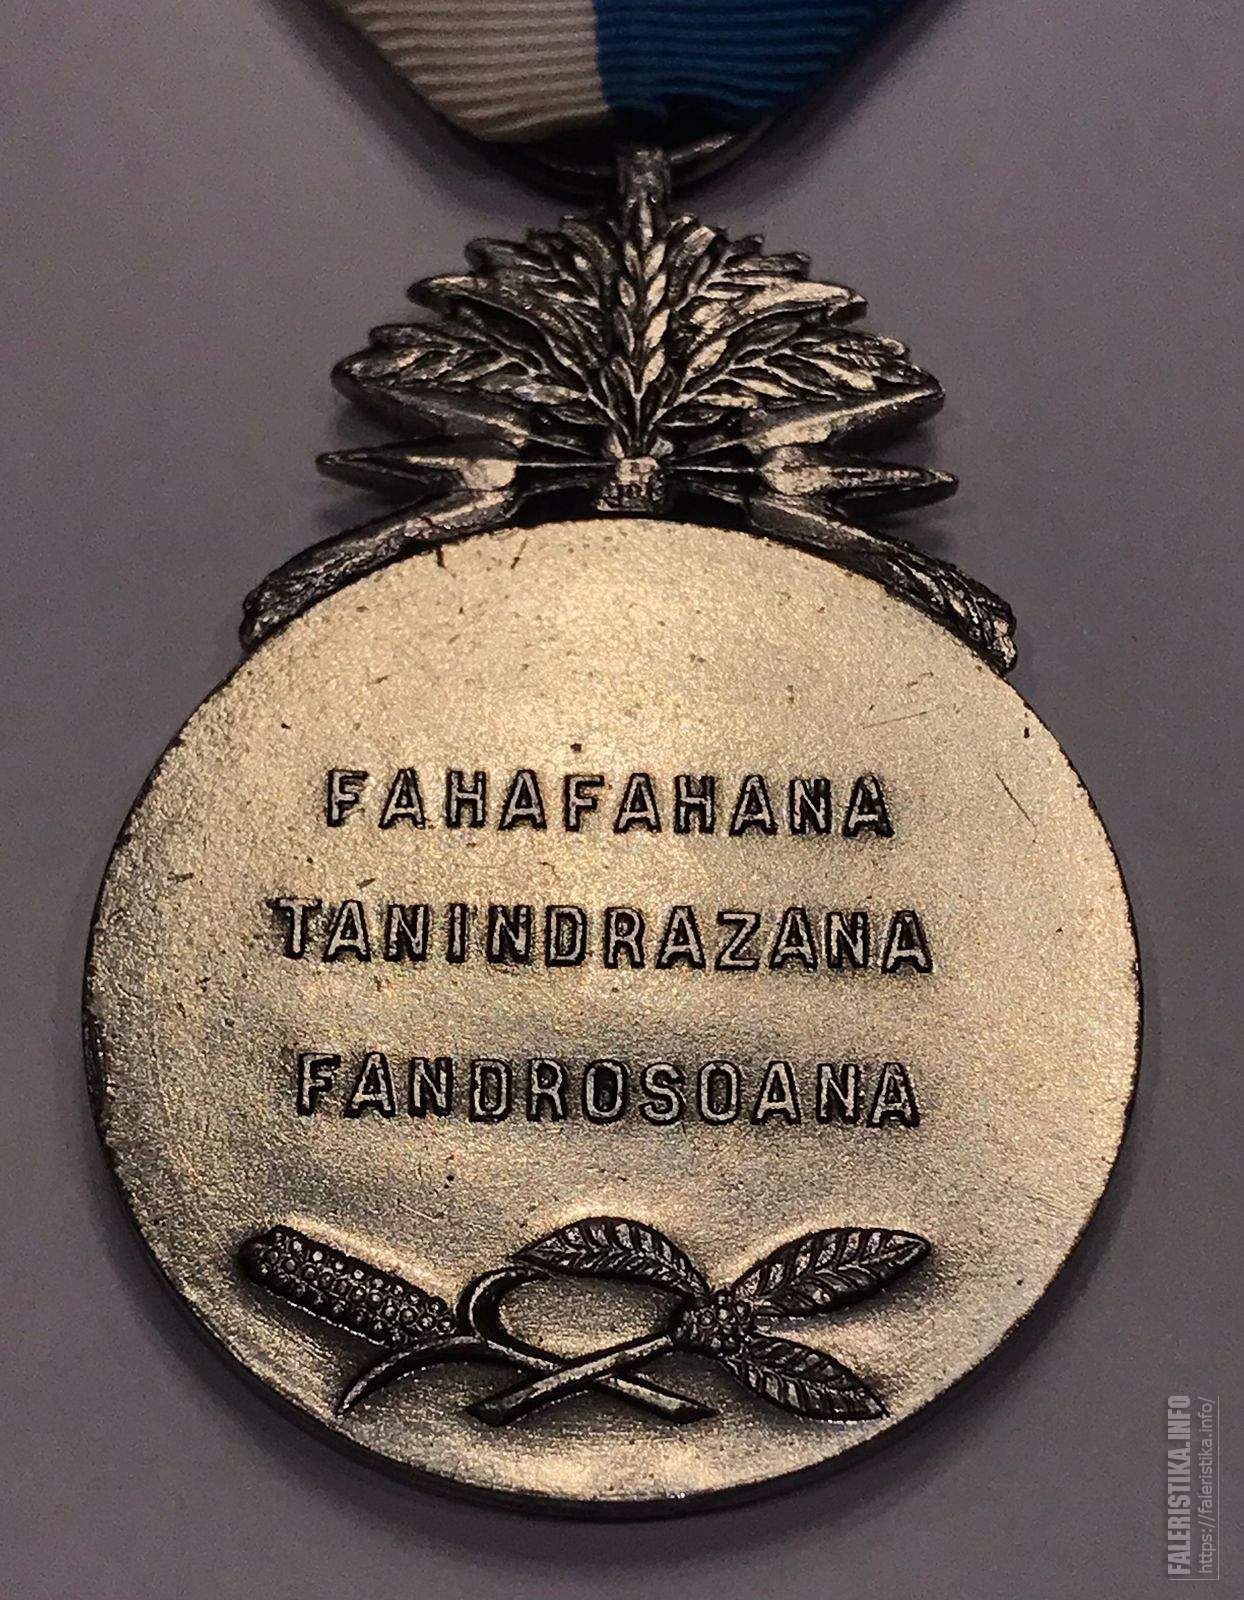 FAHAFAHANA
TANINDRAZANA
FANDROSOANA
FALERISTIKA.INFO
https://faleristika.info/